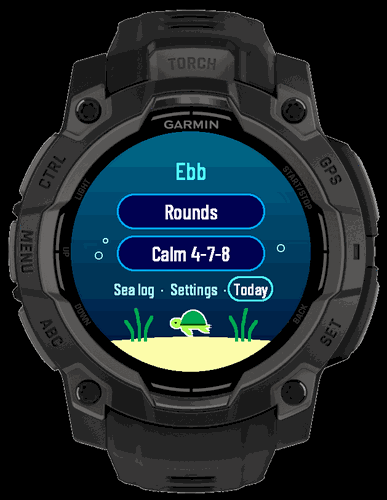 TORCH
GARMIN
CTRL
GPS
LIGHT
START/STOP
Ebb
Rounds
MENU
UP
Calm 4-7-8
Sea log · Settings · Today
ABC
DOWN
BACK
SET